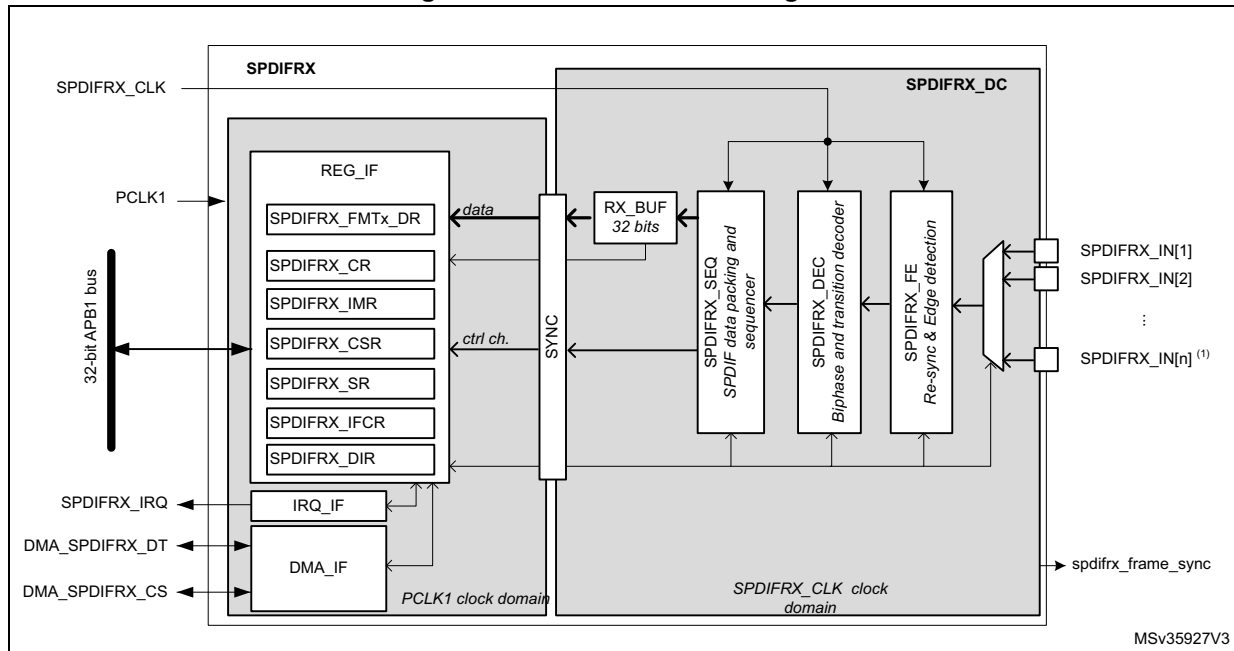 SPDIFRX
SPDIFRX_DC
SPDIFRX_CLK
PCLK1
32-bit APB1 bus
REG_IF
SPDIFRX_FMTx_DR
SPDIFRX_CR
SPDIFRX_IMR
SPDIFRX_CSR
SPDIFRX_SR
SPDIFRX_IFCR
SPDIFRX_DIR
data
ctrl ch.
SYNC
RX_BUF
32 bits
SPDIFRX_SEQ
SPDIF data packing and
sequencer
SPDIFRX_DEC
Biphase and transition decoder
SPDIFRX_FE
Re-sync & Edge detection
SPDIFRX_IN[1]
SPDIFRX_IN[2]
...
SPDIFRX_IN[n] (1)
SPDIFRX_IRQ
IRQ_IF
DMA_SPDIFRX_DT
DMA_IF
DMA_SPDIFRX_CS
PCLK1 clock domain
SPDIFRX_CLK clock
domain
spdifrx_frame_sync
MSv35927V3